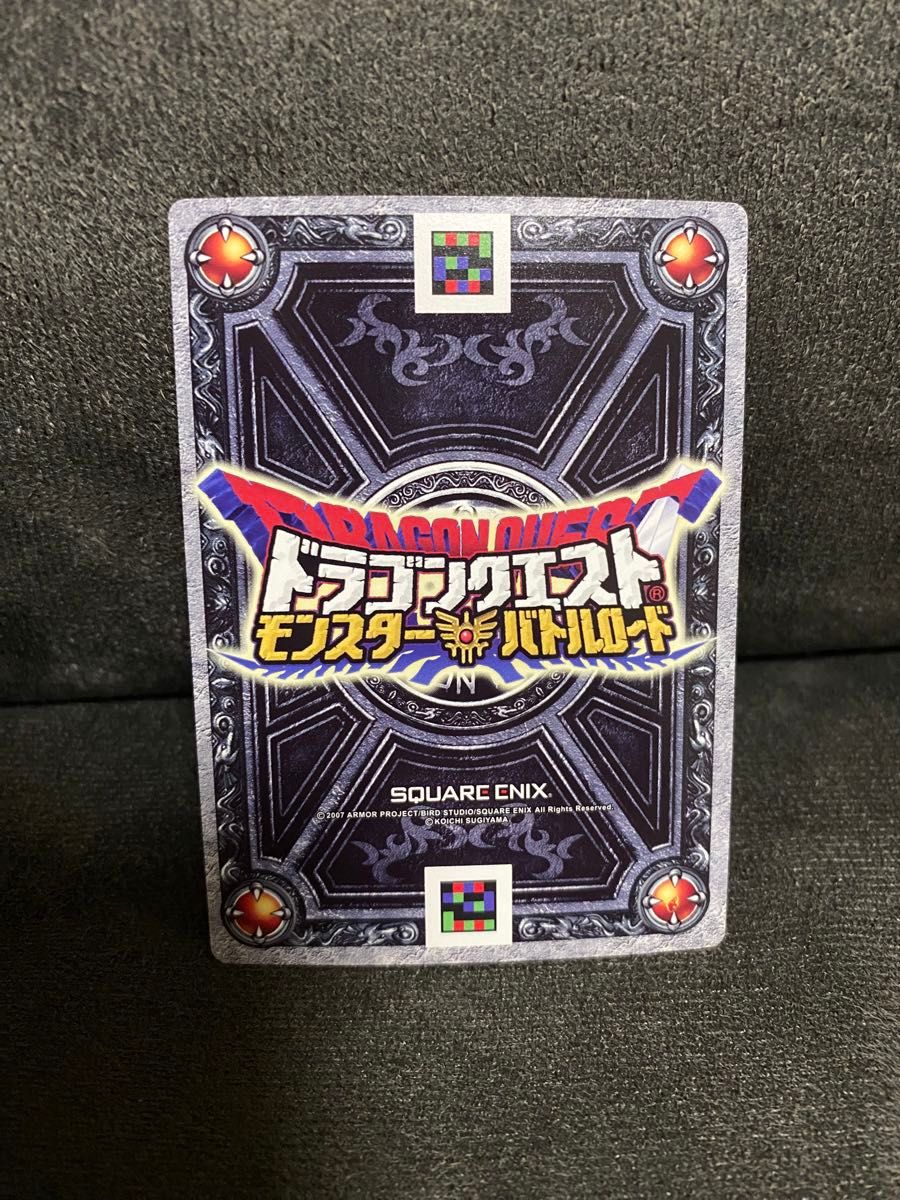 DRAGON QUEST
ドラゴンクエスト®
モンスターバトルロード
SQUARE ENIX®
©2007 ARMOR PROJECT/BIRD STUDIO/SQUARE ENIX All Rights Reserved.
©KOICHI SUGIYAMA